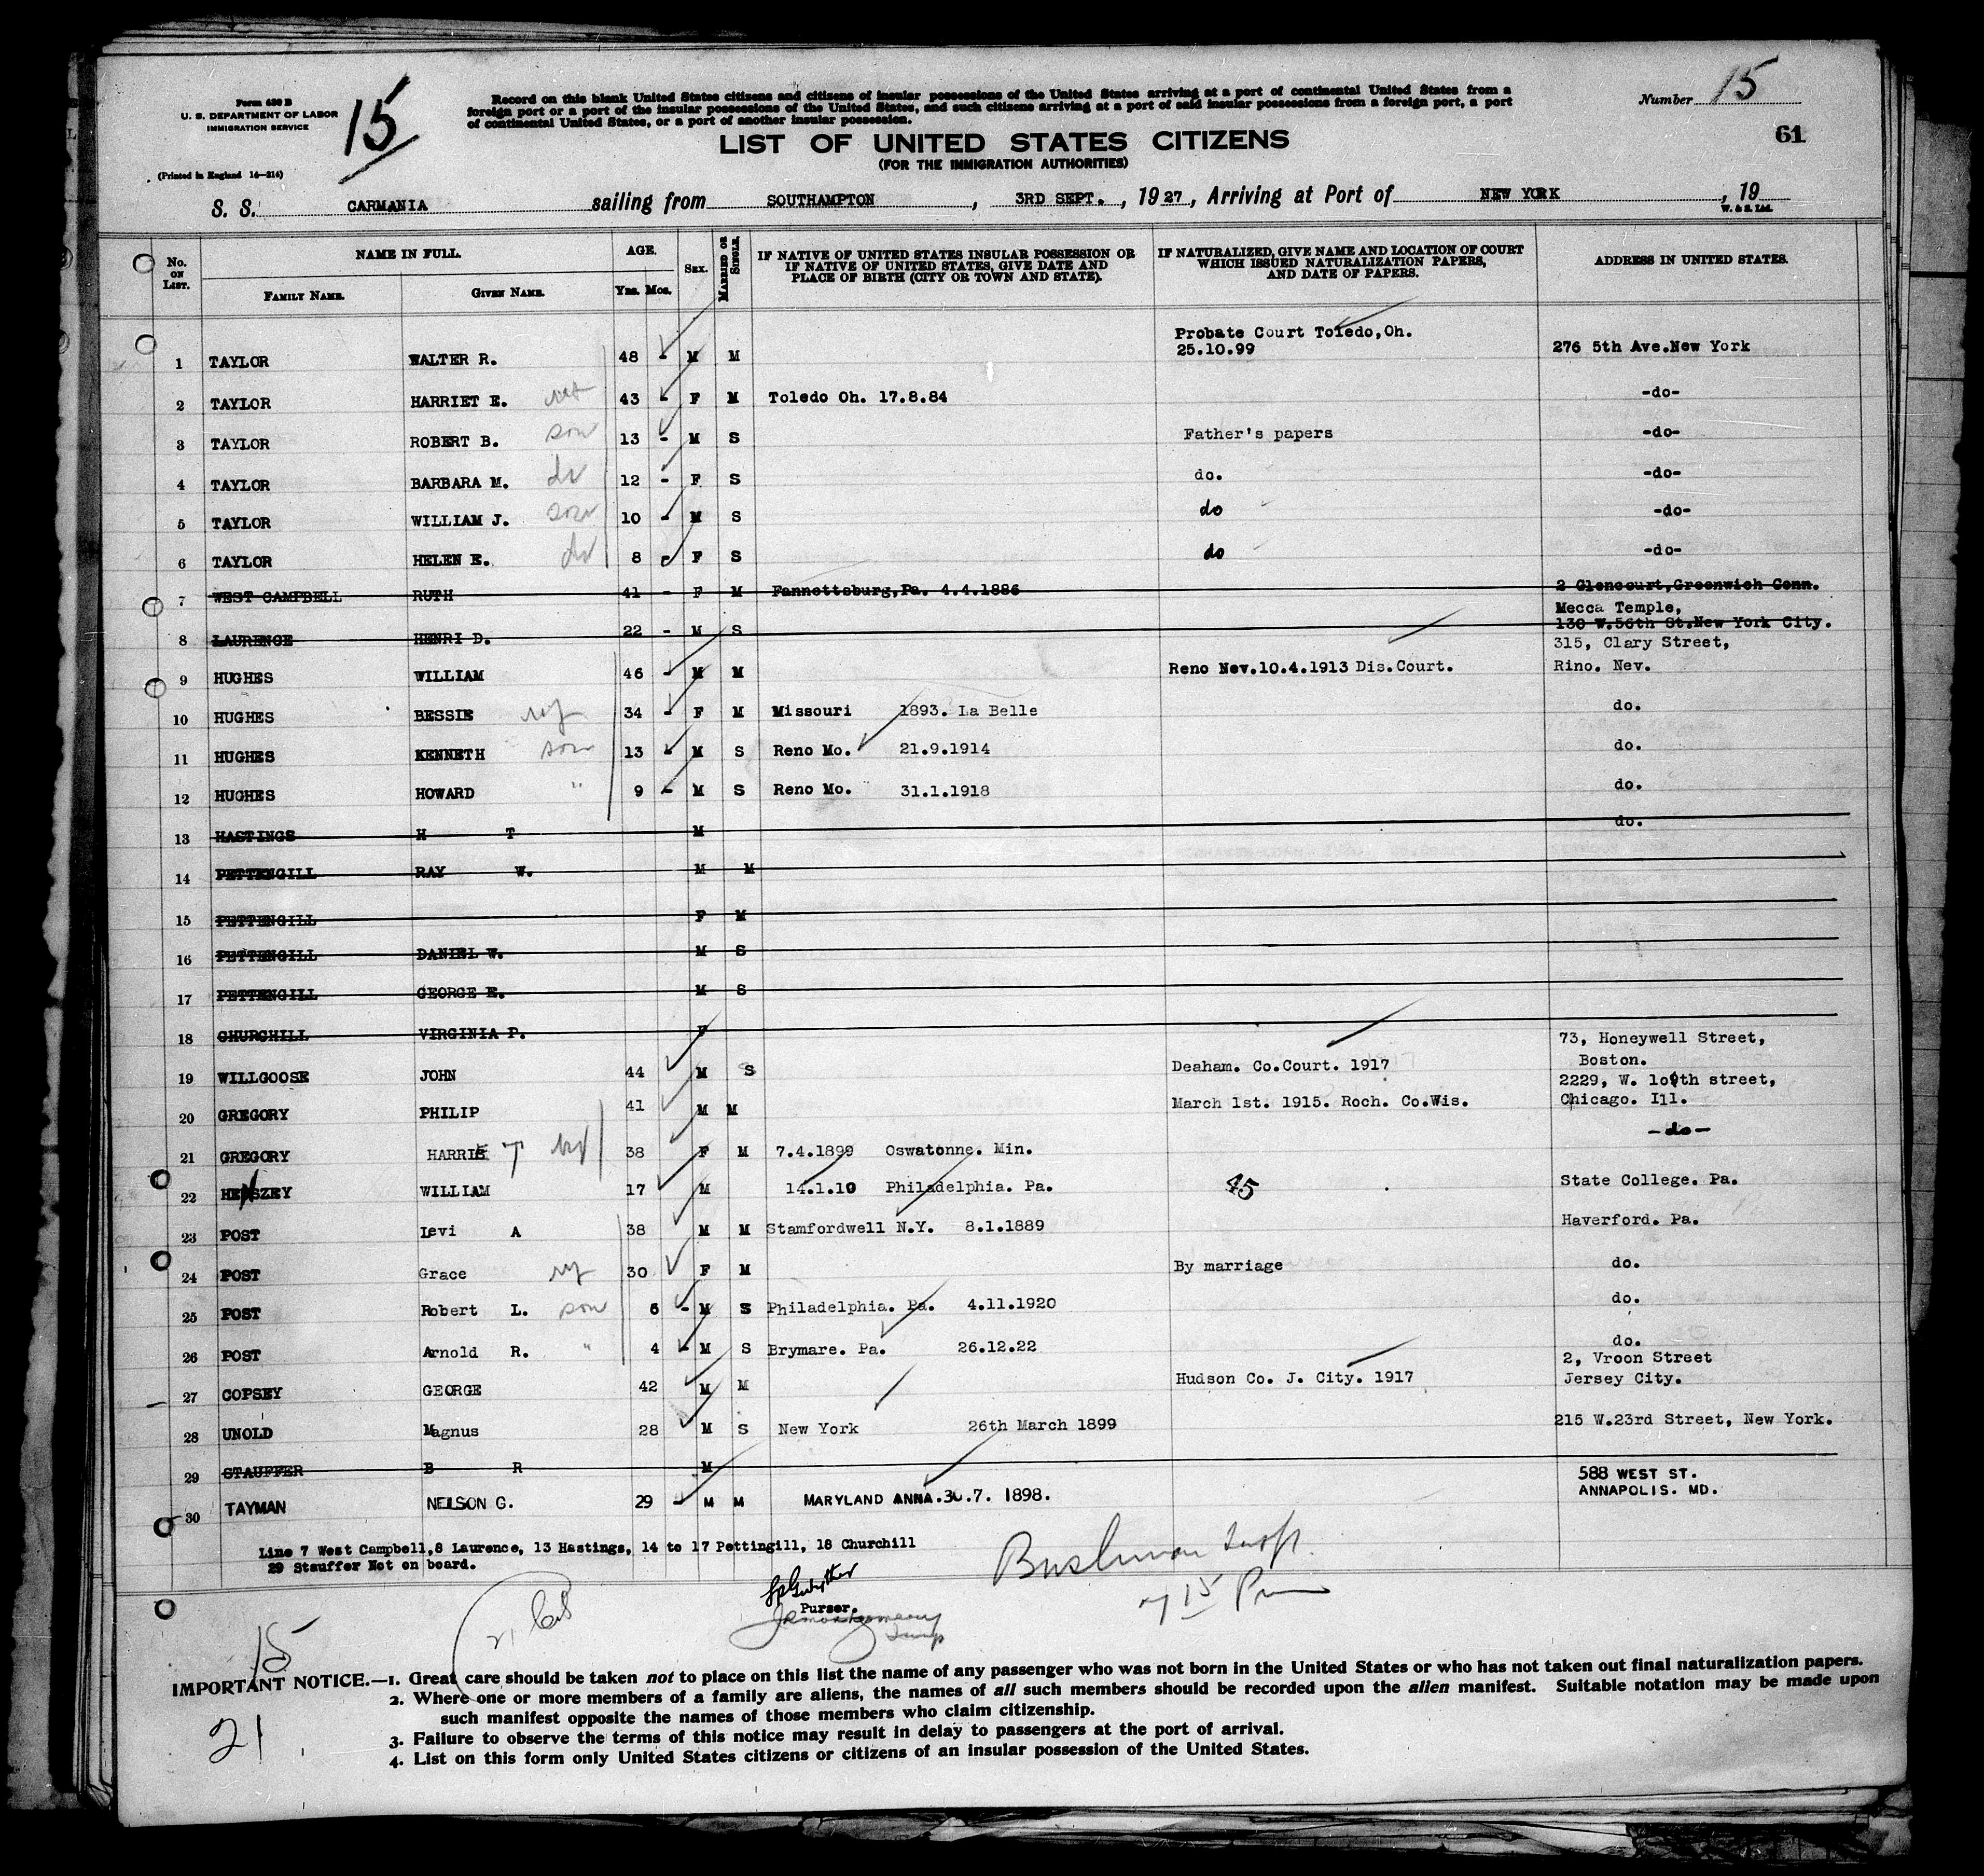 Form 630 B
U. S. DEPARTMENT OF LABOR
IMMIGRATION SERVICE
(Printed in England 14—214)
15
Record on this blank United States citizens and citizens of insular possessions of the United States arriving at a port of continental United States from a
foreign port or a port of the insular possessions of the United States, and such citizens arriving at a port of said insular possessions from a foreign port, a port
of continental United States, or a port of another insular possession.
Number 15
61
LIST OF UNITED STATES CITIZENS
(FOR THE IMMIGRATION AUTHORITIES)
S. S. CARMANIA sailing from SOUTHAMPTON, 3RD SEPT., 1927, Arriving at Port of NEW YORK, 19
W. & S. Ltd.
No. ON LIST. NAME IN FULL. FAMILY NAME. GIVEN NAME. AGE. YRS. MOS. SEX. MARRIED OR SINGLE. IF NATIVE OF UNITED STATES INSULAR POSSESSION OR IF NATIVE OF UNITED STATES, GIVE DATE AND PLACE OF BIRTH (CITY OR TOWN AND STATE). IF NATURALIZED, GIVE NAME AND LOCATION OF COURT WHICH ISSUED NATURALIZATION PAPERS, AND DATE OF PAPERS. ADDRESS IN UNITED STATES.
1 TAYLOR WALTER R. 48 - M M Probate Court Toledo,Oh. 25.10.99 276 5th Ave.New York
2 TAYLOR HARRIET E. 43 - F M Toledo Oh. 17.8.84 -do-
3 TAYLOR ROBERT B. son 13 - M S Father's papers -do-
4 TAYLOR BARBARA M. 12 - F S do. -do-
5 TAYLOR WILLIAM J. son 10 - M S do -do-
6 TAYLOR HELEN E. 8 - F S do -do-
7 WEST CAMPBELL RUTH 41 - F M Fannettsburg,Pa. 4.4.1886 2 Glencourt,Greenwich Conn.
8 LAURENCE HENRI D. 22 - M S Mecca Temple, 130 W.56th St.New York City.
9 HUGHES WILLIAM 46 - M M Reno Nev.10.4.1913 Dis.Court. 315, Clary Street, Rino. Nev.
10 HUGHES BESSIE wf 34 - F M Missouri 1893. La Belle do.
11 HUGHES KENNETH son 13 - M S Reno Mo. 21.9.1914 do.
12 HUGHES HOWARD " 9 - M S Reno Mo. 31.1.1918 do.
13 HASTINGS H T M do.
14 PETTENGILL RAY W. M M
15 PETTENGILL F M
16 PETTENGILL DANIEL W. M S
17 PETTENGILL GEORGE E. M S
18 CHURCHILL VIRGINIA P. F
19 WILLGOOSE JOHN 44 M S Deaham. Co.Court. 1917 73, Honeywell Street, Boston.
20 GREGORY PHILIP 41 M M March 1st. 1915. Roch. Co.Wis. 2229, W. 109th street, Chicago. Ill.
21 GREGORY HARRIET wf 38 F M 7.4.1899 Oswatonne. Min. -do-
22 HENSZEY WILLIAM 17 M 14.1.10 Philadelphia. Pa. 45 State College. Pa.
23 POST Levi A 38 M M Stamfordwell N.Y. 8.1.1889 Haverford. Pa.
24 POST Grace wf 30 F M By marriage do.
25 POST Robert L. son 6 - M S Philadelphia. Pa. 4.11.1920 do.
26 POST Arnold R. " 4 - M S Brymare. Pa. 26.12.22 do.
27 COPSEY GEORGE 42 M M Hudson Co. J. City. 1917 2, Vroon Street Jersey City.
28 UNOLD Magnus 28 M S New York 26th March 1899 215 W.23rd Street, New York.
29 STAUFFER B R M
30 TAYMAN NELSON G. 29 - M M MARYLAND ANNA.30.7. 1898. 588 WEST ST. ANNAPOLIS. MD.
Line 7 West Campbell,8 Laurence, 13 Hastings, 14 to 17 Pettingill, 18 Churchill
29 Stauffer Not on board.
Purser.
15
21
IMPORTANT NOTICE.—1. Great care should be taken not to place on this list the name of any passenger who was not born in the United States or who has not taken out final naturalization papers.
2. Where one or more members of a family are aliens, the names of all such members should be recorded upon the alien manifest. Suitable notation may be made upon
such manifest opposite the names of those members who claim citizenship.
3. Failure to observe the terms of this notice may result in delay to passengers at the port of arrival.
4. List on this form only United States citizens or citizens of an insular possession of the United States.